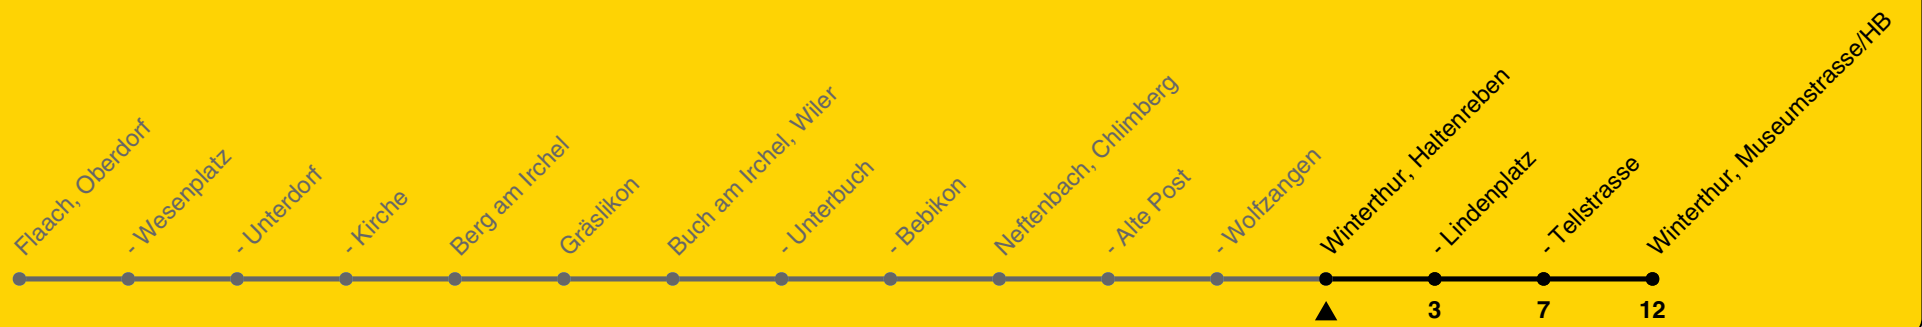 Flaach, Oberdorf
- Wesenplatz
- Unterdorf
- Kirche
Berg am Irchel
Gräslikon
Buch am Irchel, Wiler
- Unterbuch
- Bebikon
Neftenbach, Chlimberg
- Alte Post
- Wolfzangen
Winterthur, Haltenreben
- Lindenplatz
- Tellstrasse
Winterthur, Museumstrasse/HB
3 7 12